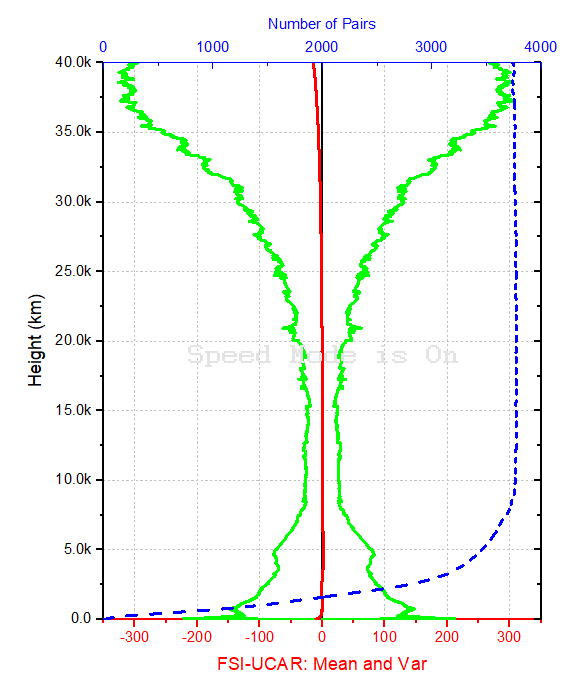 Number of Pairs
0 1000 2000 3000 4000
40.0k
35.0k
30.0k
25.0k
20.0k
15.0k
10.0k
5.0k
0.0
Height (km)
Speed Mode is On
-300 -200 -100 0 100 200 300
FSI-UCAR: Mean and Var